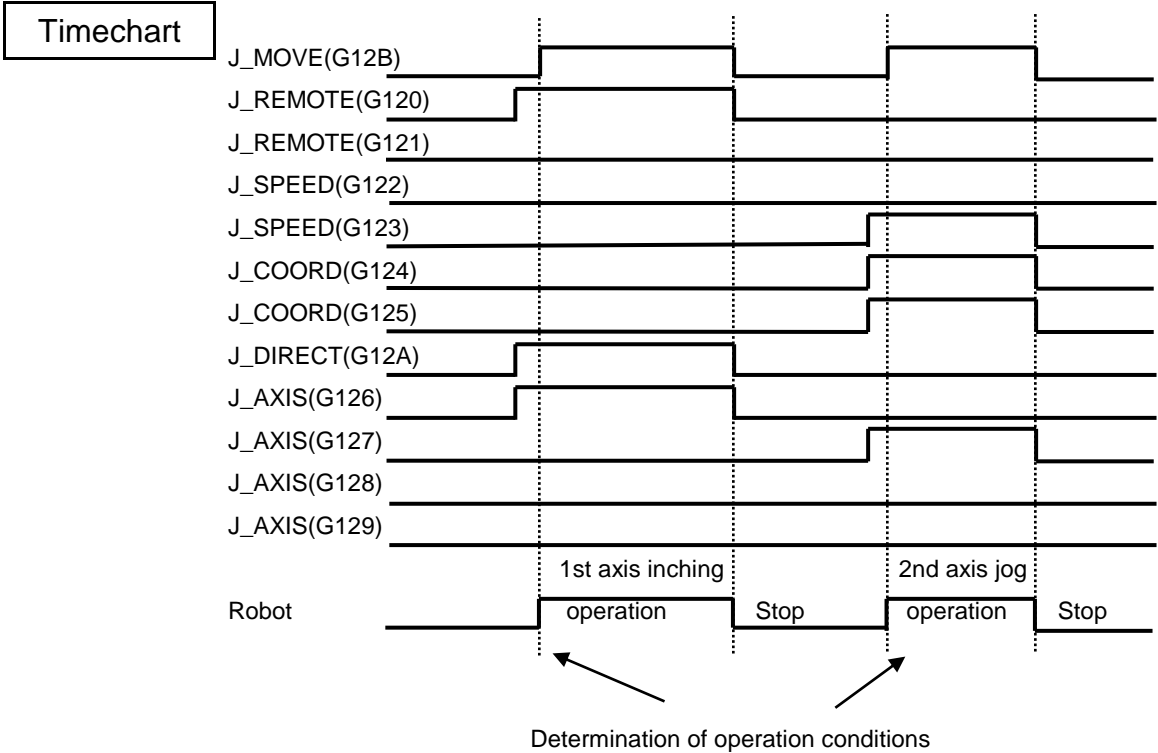 Timechart
J_MOVE(G12B)
J_REMOTE(G120)
J_REMOTE(G121)
J_SPEED(G122)
J_SPEED(G123)
J_COORD(G124)
J_COORD(G125)
J_DIRECT(G12A)
J_AXIS(G126)
J_AXIS(G127)
J_AXIS(G128)
J_AXIS(G129)
1st axis inching 2nd axis jog
Robot operation Stop operation Stop
Determination of operation conditions